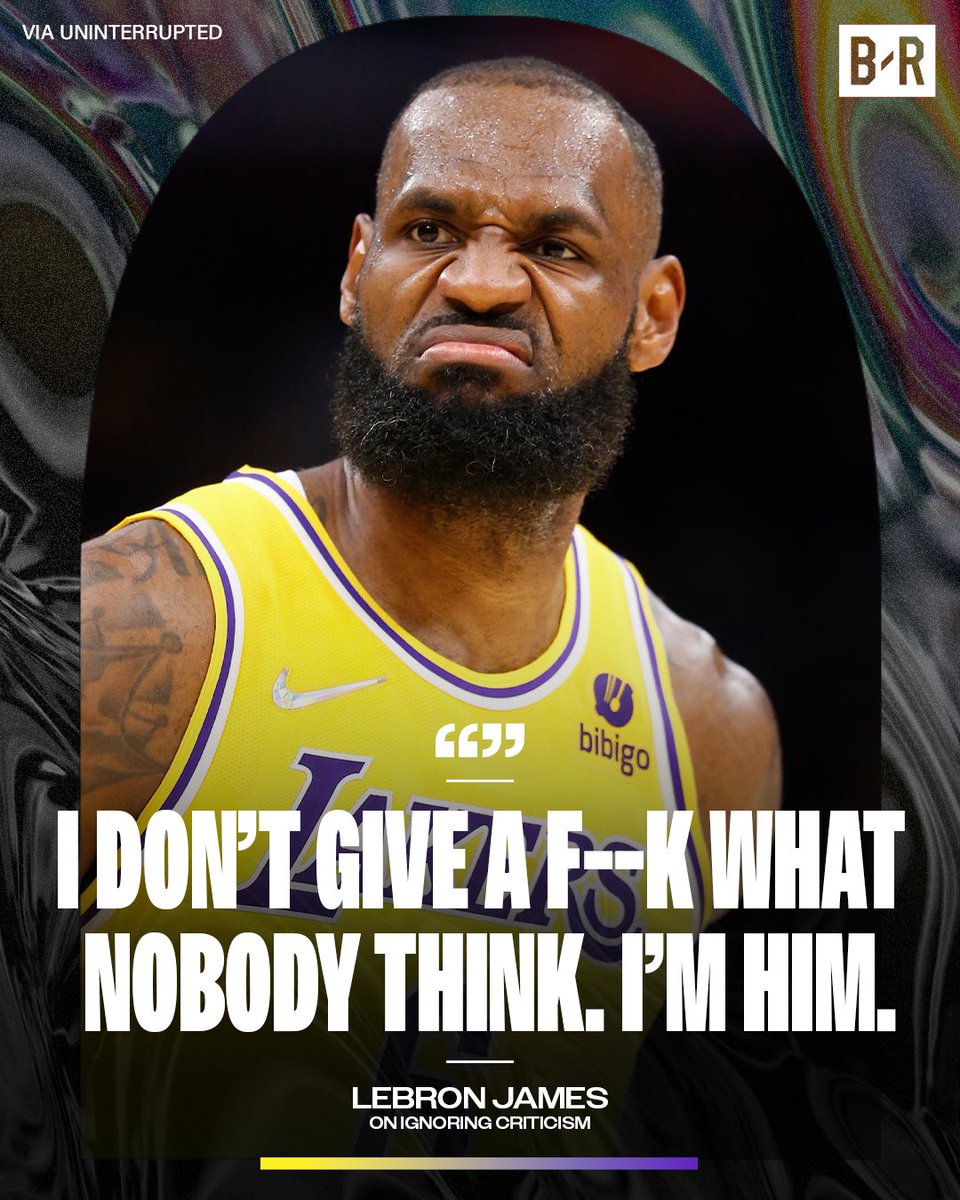 VIA UNINTERRUPTED
B-R
bibigo
LAKERS
“”
I DON'T GIVE A F--K WHAT
NOBODY THINK. I'M HIM.
LEBRON JAMES
ON IGNORING CRITICISM